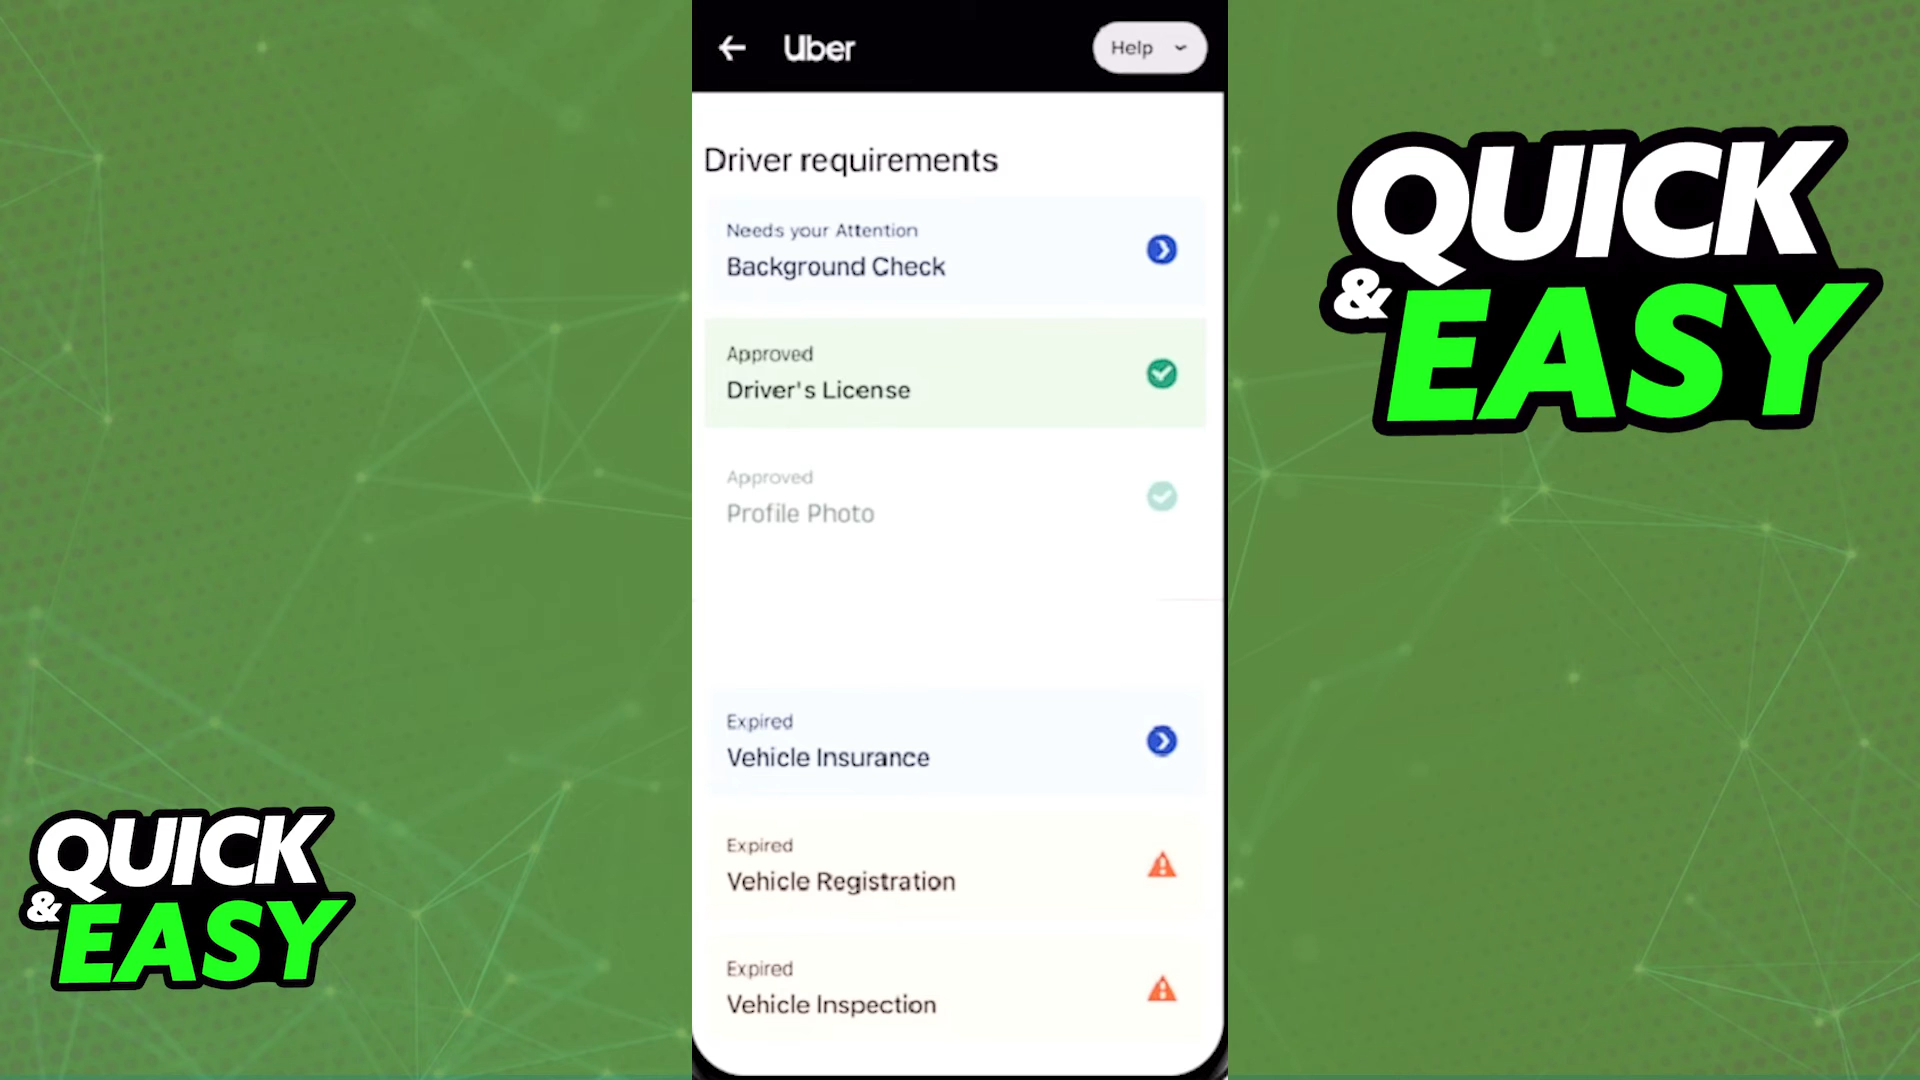 Uber
Help
Driver requirements
Needs your Attention
Background Check
Approved
Driver's License
Approved
Profile Photo
Expired
Vehicle Insurance
Expired
Vehicle Registration
Expired
Vehicle Inspection
QUICK
& EASY
QUICK
& EASY